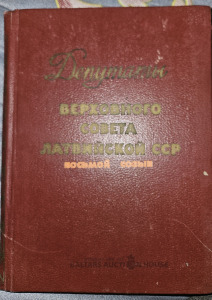 Депутаты
ВЕРХОВНОГО
СОВЕТА
ЛАТВИЙСКОЙ ССР
ВОСЬМОЙ СОЗЫВ